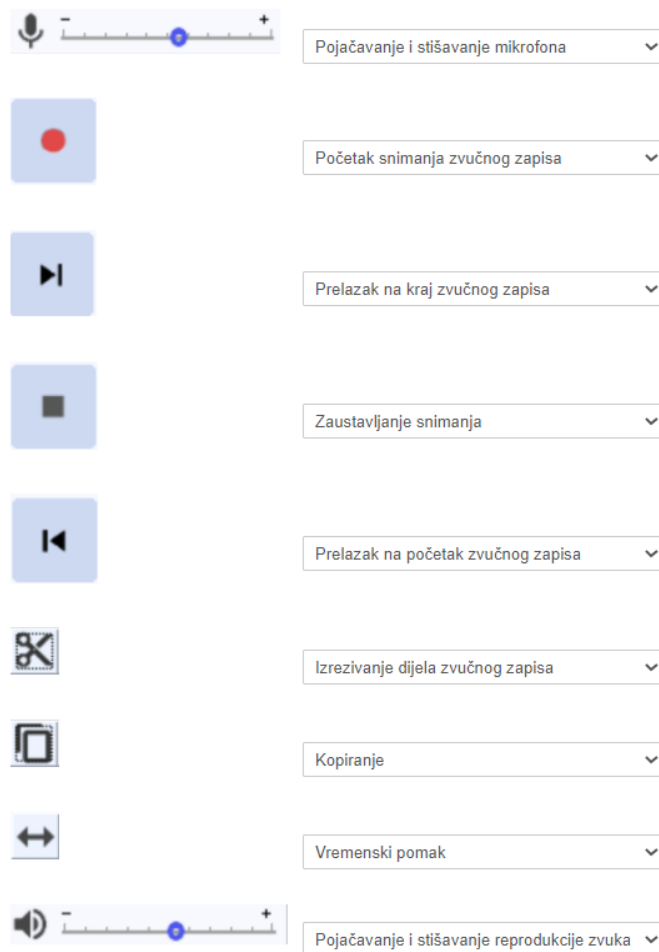 - +
Pojačavanje i stišavanje mikrofona
Početak snimanja zvučnog zapisa
Prelazak na kraj zvučnog zapisa
Zaustavljanje snimanja
Prelazak na početak zvučnog zapisa
Izrezivanje dijela zvučnog zapisa
Kopiranje
Vremenski pomak
- +
Pojačavanje i stišavanje reprodukcije zvuka